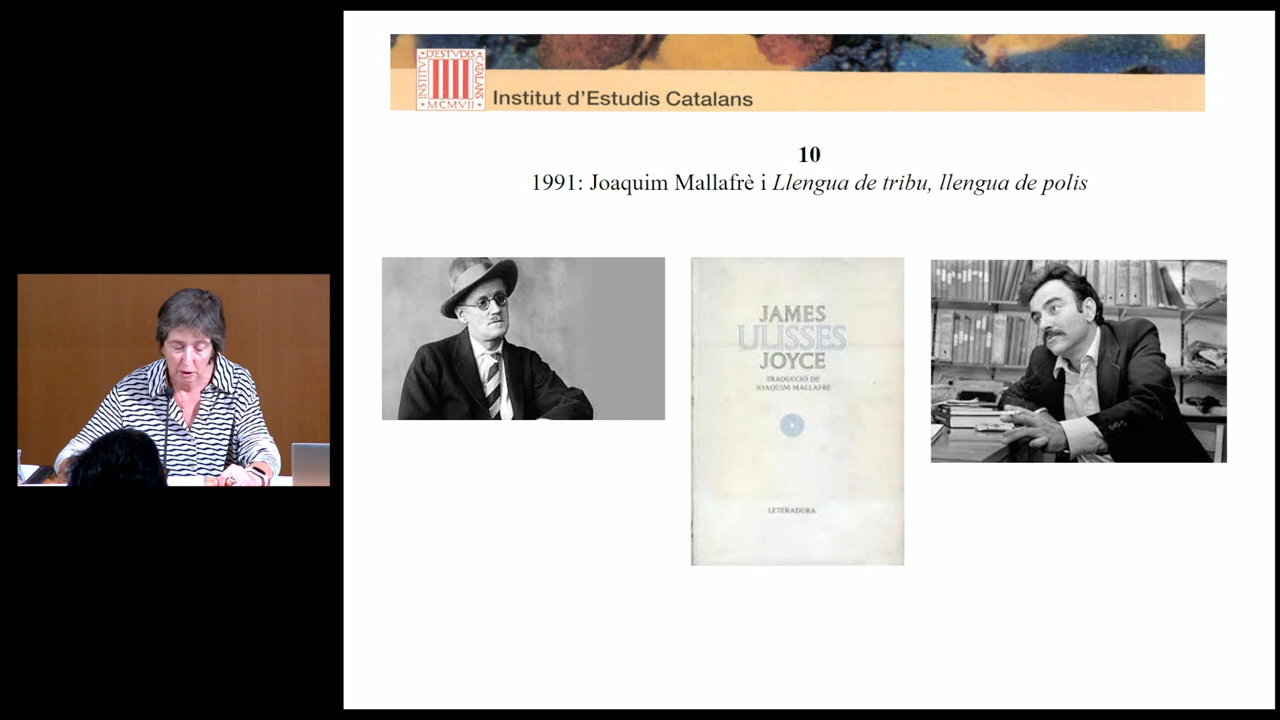 INSTITUT
D'ESTVDIS
CATALANS
MCMVII
Institut d'Estudis Catalans
10
1991: Joaquim Mallafrè i Llengua de tribu, llengua de polis
JAMES
ULISSES
JOYCE
TRADUCCIÓ DE
JOAQUIM MALLAFRÈ
LETERADURA